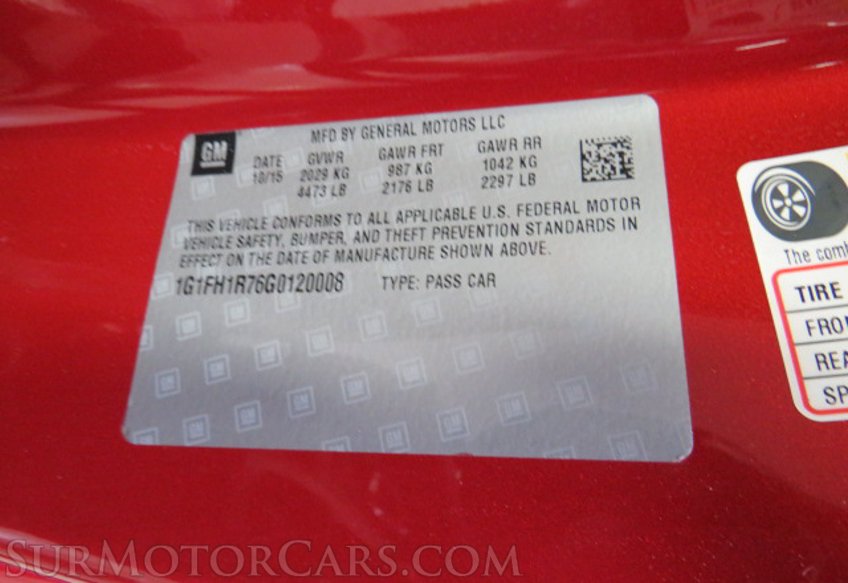 GM
MFD BY GENERAL MOTORS LLC
DATE GVWR GAWR FRT GAWR RR
10/15 2029 KG 987 KG 1042 KG
4473 LB 2176 LB 2297 LB
THIS VEHICLE CONFORMS TO ALL APPLICABLE U.S. FEDERAL MOTOR
VEHICLE SAFETY, BUMPER, AND THEFT PREVENTION STANDARDS IN
EFFECT ON THE DATE OF MANUFACTURE SHOWN ABOVE.
1G1FH1R76G0120008 TYPE: PASS CAR
The comb
TIRE
FRO
REA
SP
SURMOTORCARS.COM